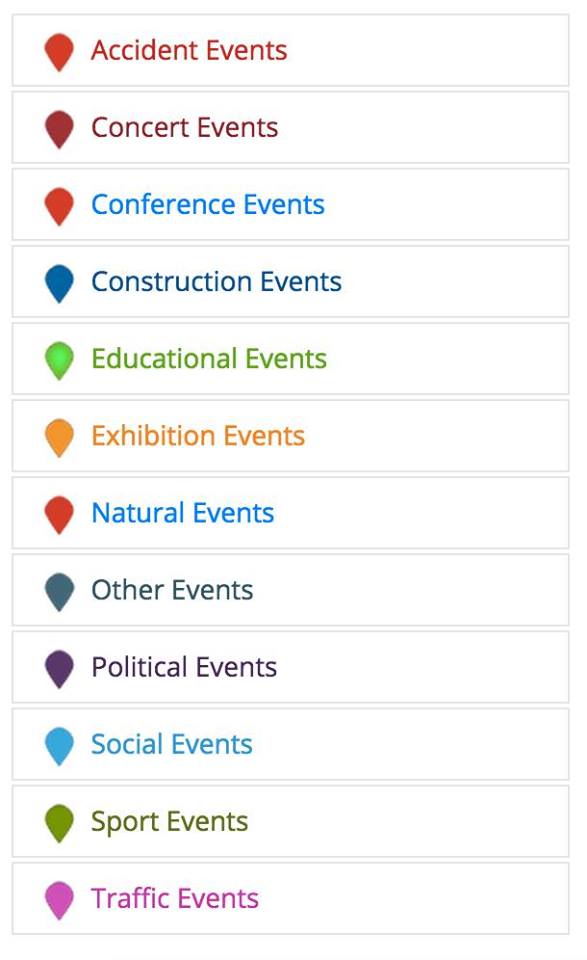 Accident Events
Concert Events
Conference Events
Construction Events
Educational Events
Exhibition Events
Natural Events
Other Events
Political Events
Social Events
Sport Events
Traffic Events